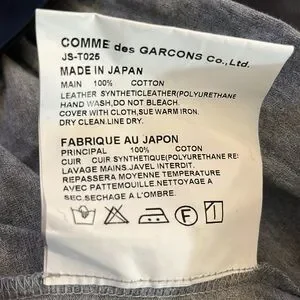 COMME des GARCONS Co., Ltd.
JS-T025
MADE IN JAPAN
MAIN 100% COTTON
LEATHER SYNTHETICLEATHER(POLYURETHANE
HAND WASH,DO NOT BLEACH.
COVER WITH CLOTH,SUE WARM IRON.
DRY CLEAN.LINE DRY.
FABRIQUE AU JAPON
PRINCIPAL 100% COTON
CUIR CUIR SYNTHETIQUE(POLYURETHANE RES
LAVAGE MAINS.JAVEL INTERDIT.
REPASSERA MOYENNE TEMPERATURE
AVEC PATTEMOUILLE.NETTOYAGE A
SEC.SECHAGE A L'OMBRE.
F